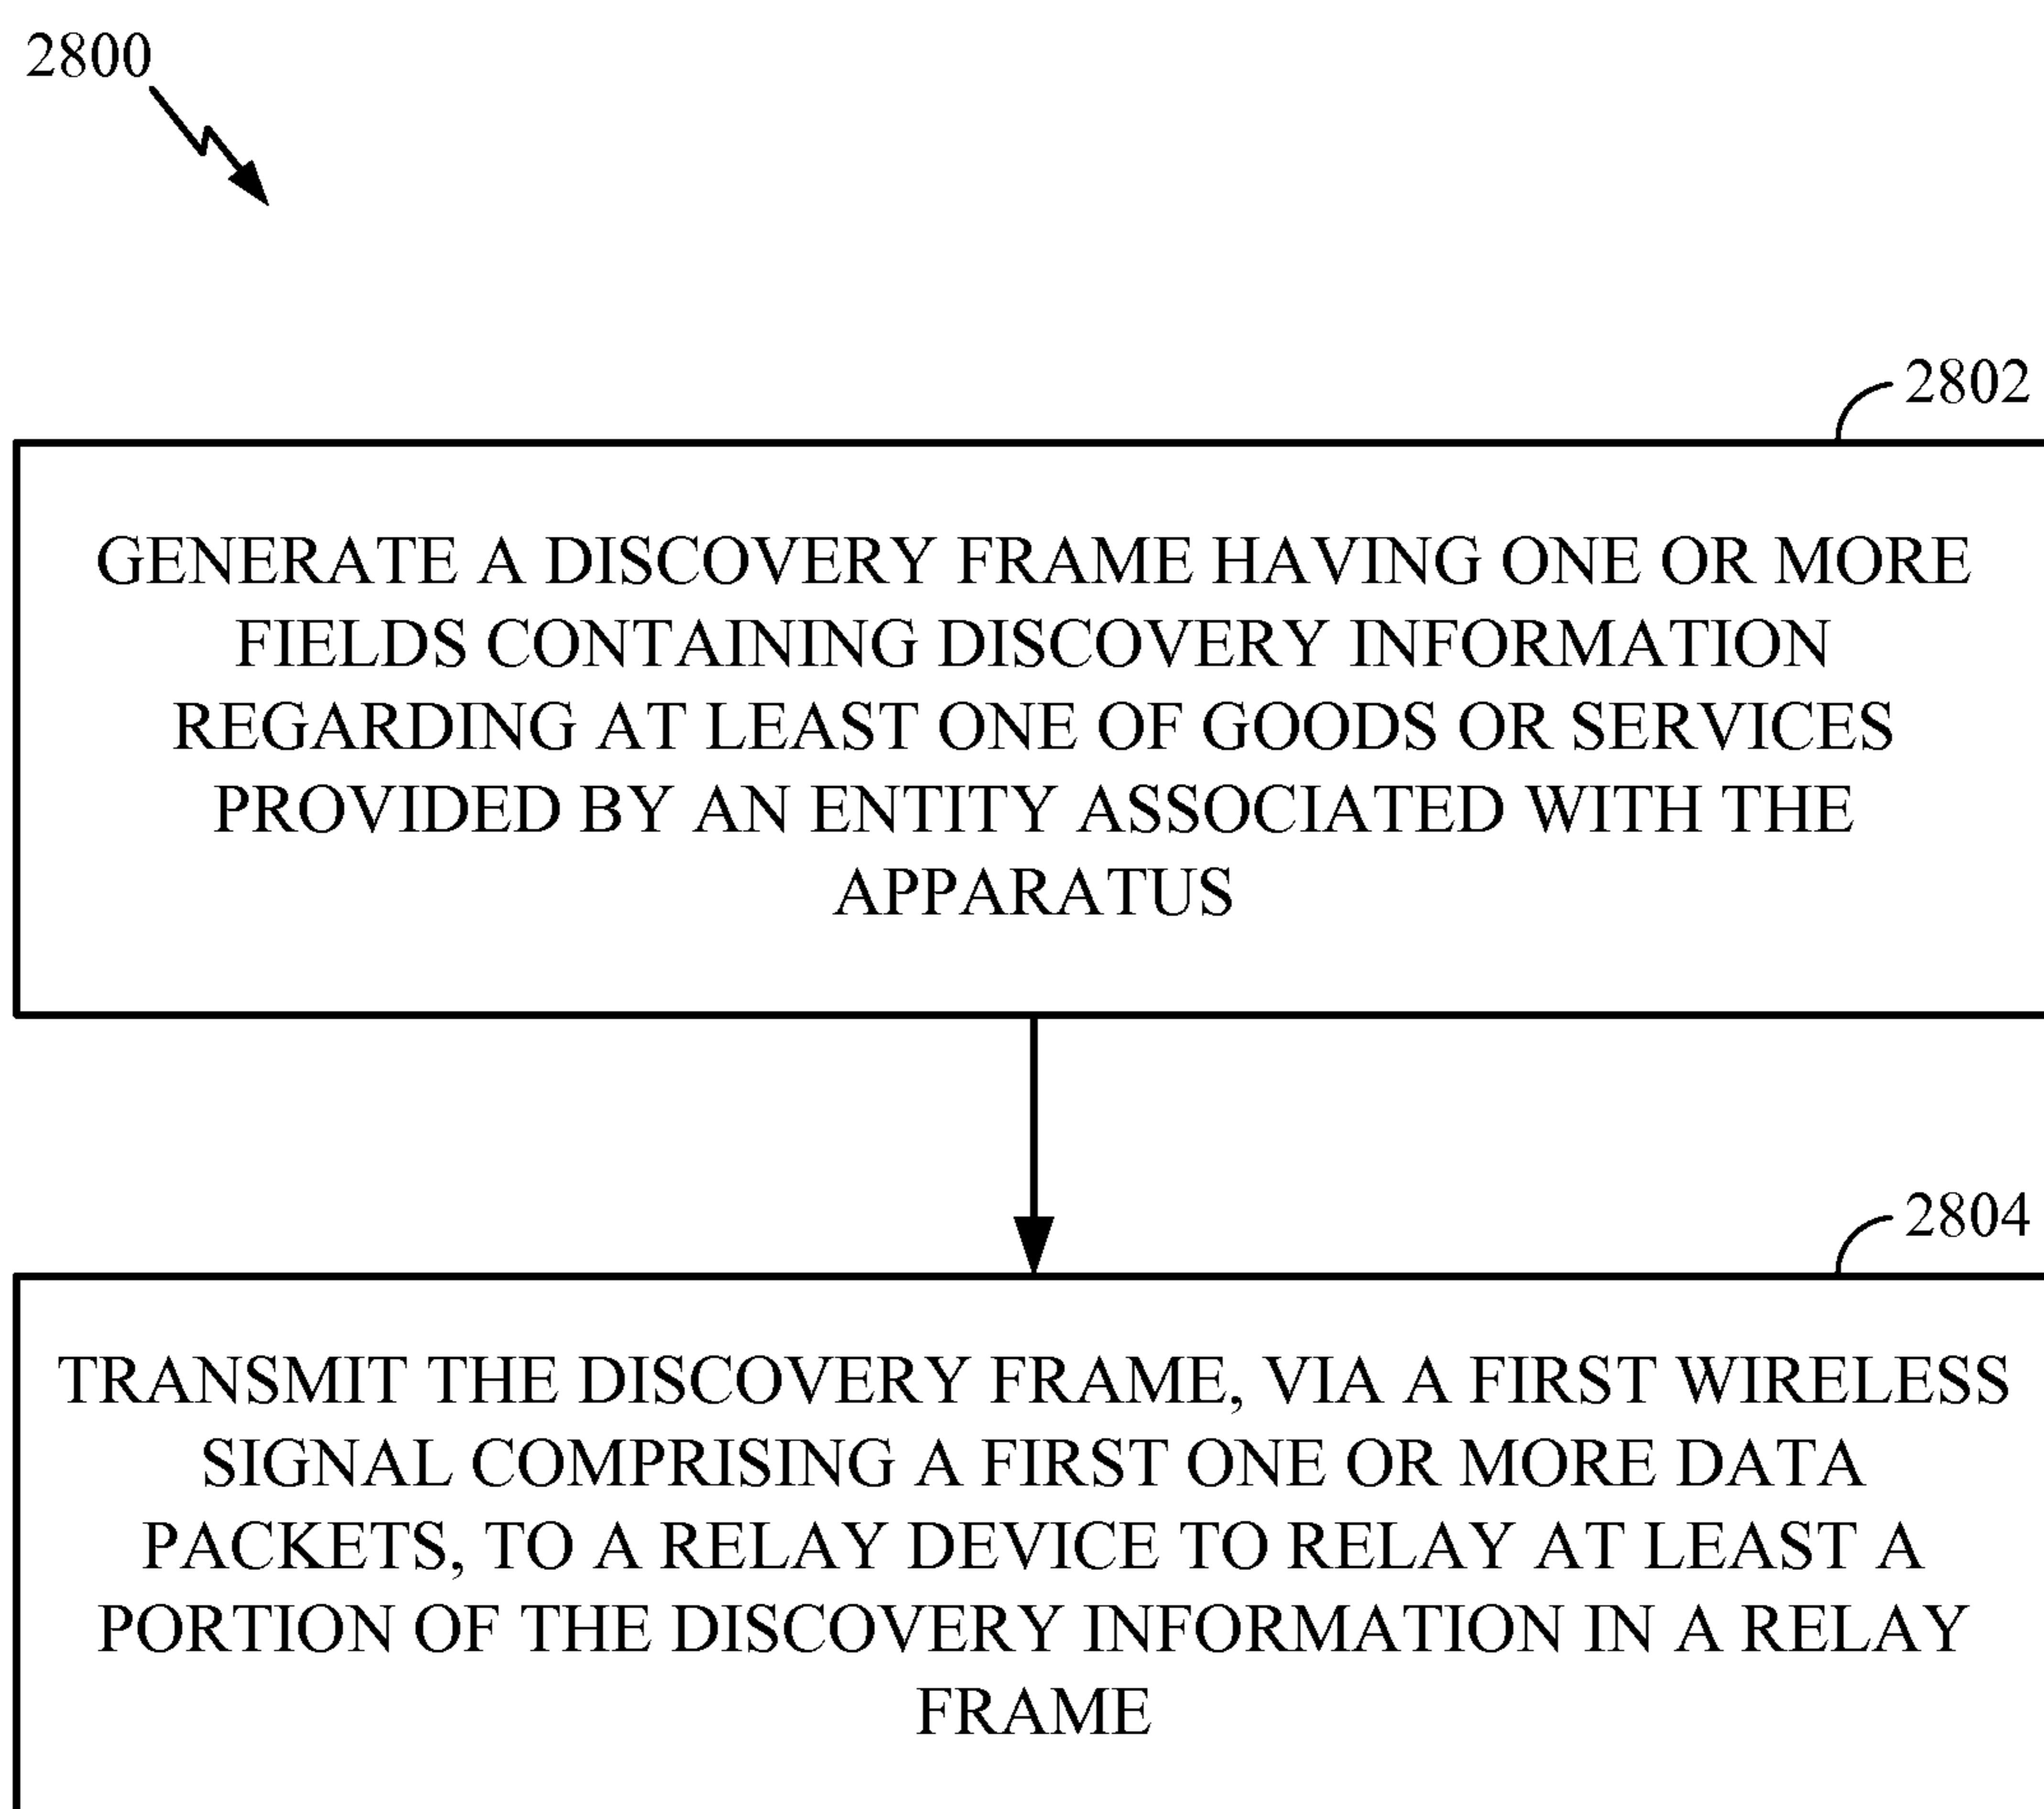 2800
2802
GENERATE A DISCOVERY FRAME HAVING ONE OR MORE
FIELDS CONTAINING DISCOVERY INFORMATION
REGARDING AT LEAST ONE OF GOODS OR SERVICES
PROVIDED BY AN ENTITY ASSOCIATED WITH THE
APPARATUS
2804
TRANSMIT THE DISCOVERY FRAME, VIA A FIRST WIRELESS
SIGNAL COMPRISING A FIRST ONE OR MORE DATA
PACKETS, TO A RELAY DEVICE TO RELAY AT LEAST A
PORTION OF THE DISCOVERY INFORMATION IN A RELAY
FRAME